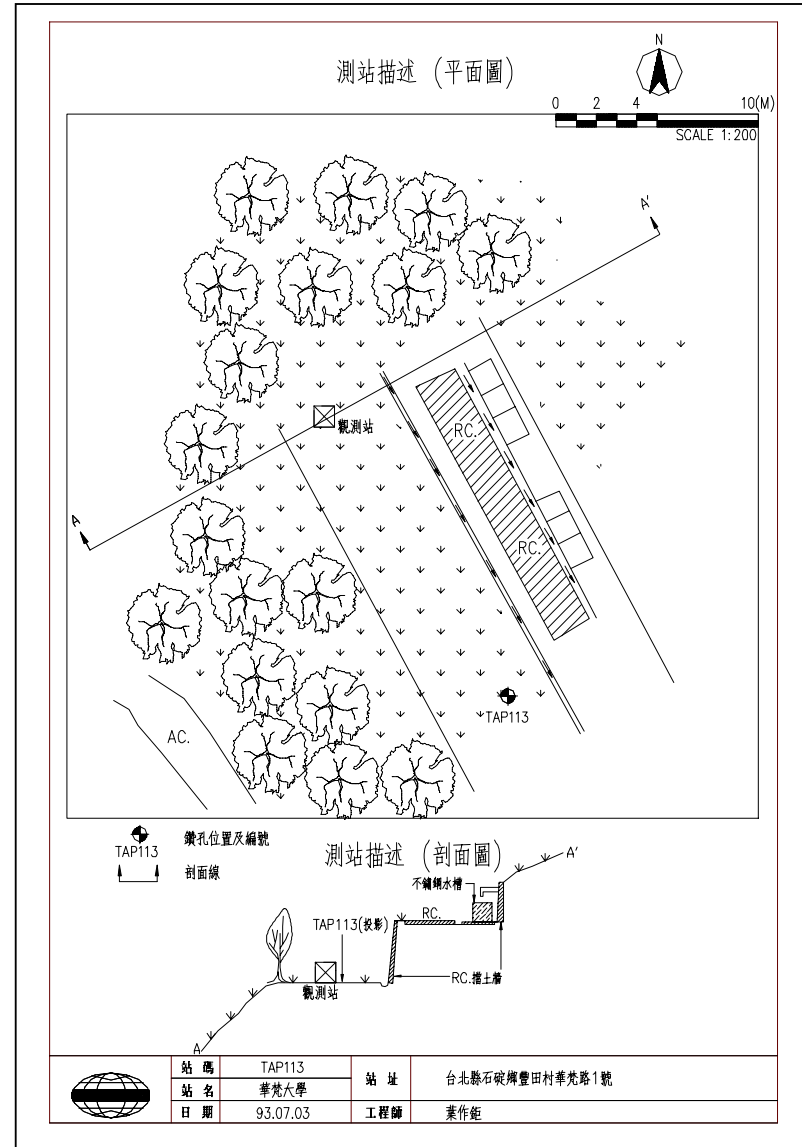 測站描述 (平面圖)
N
0 2 4 10(M)
SCALE 1:200
A'
RC.
觀測站
A
RC.
TAP113
AC.
TAP113
鑽孔位置及編號
剖面線
測站描述 (剖面圖)
A'
不鏽鋼水槽
RC.
TAP113(投影)
RC.擋土牆
觀測站
A
站碼 TAP113
站址 台北縣石碇鄉豐田村華梵路1號
站名 華梵大學
日期 93.07.03
工程師 葉作鉅